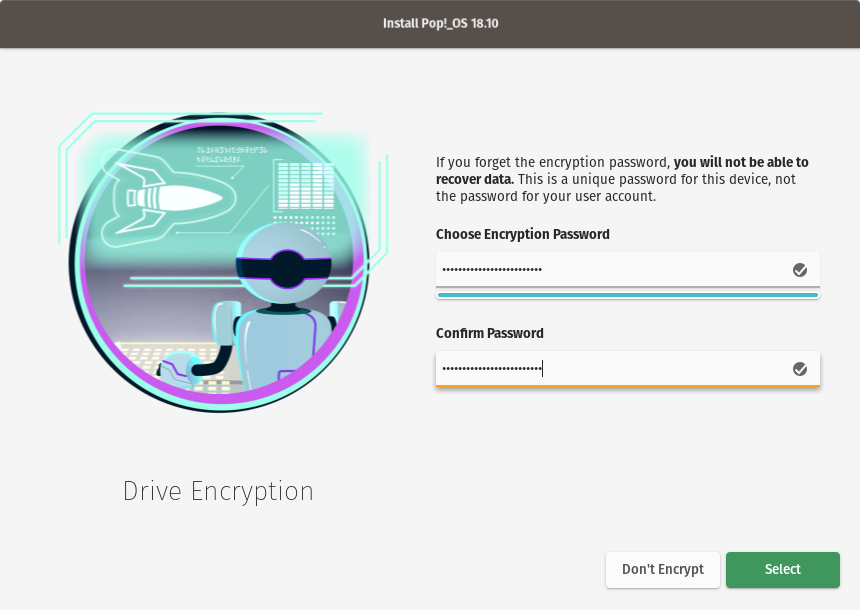 Install Pop!_OS 18.10
If you forget the encryption password, you will not be able to
recover data. This is a unique password for this device, not
the password for your user account.
Choose Encryption Password
•••••••••••••••••••••••••
Confirm Password
•••••••••••••••••••••••••
Drive Encryption
Don't Encrypt
Select